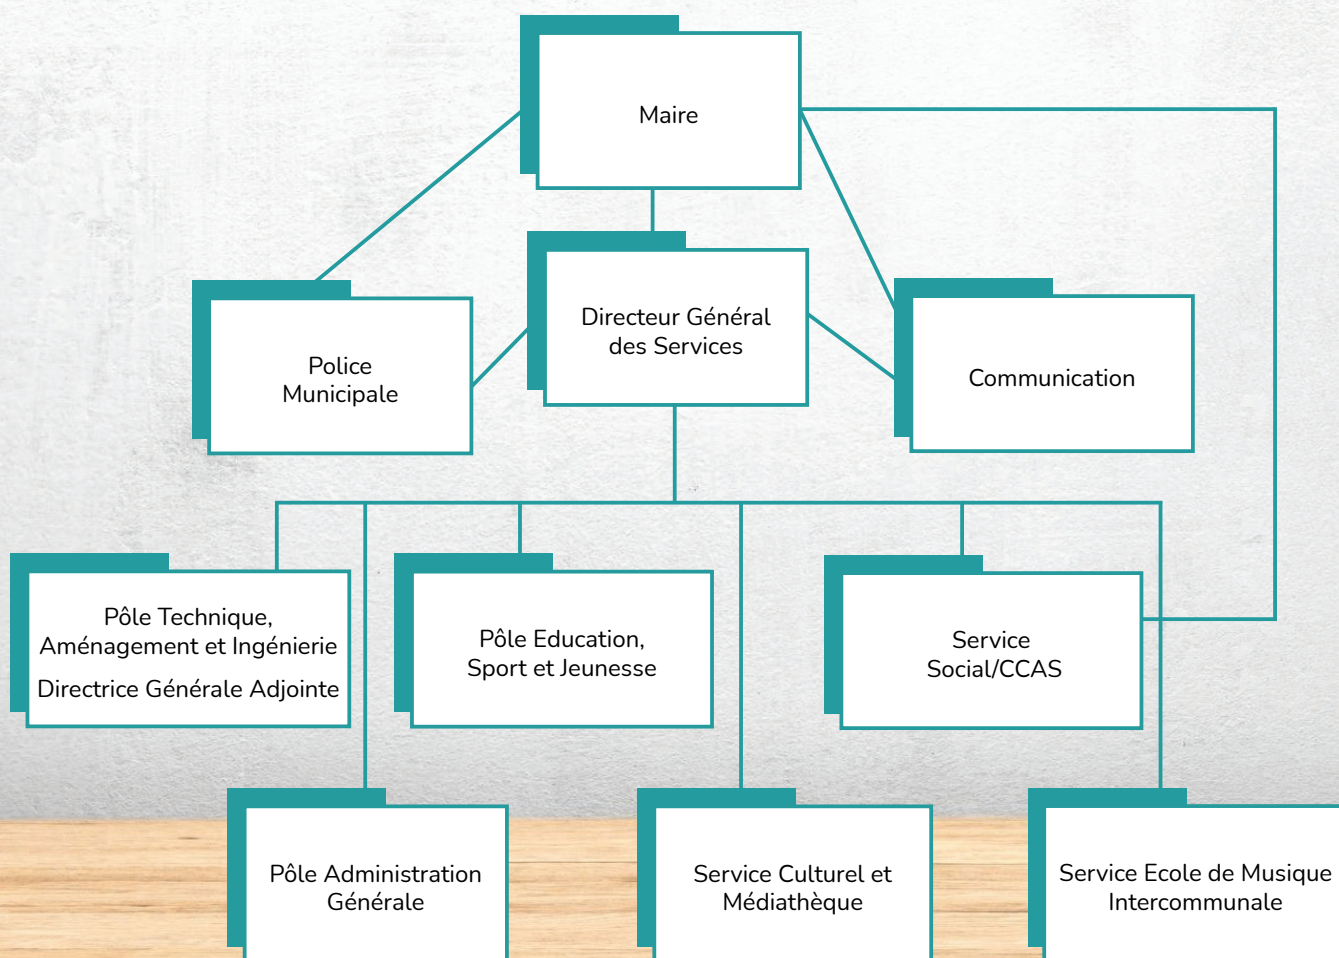 Maire
Directeur Général
des Services
Police
Municipale
Communication
Pôle Technique,
Aménagement et Ingénierie
Directrice Générale Adjointe
Pôle Education,
Sport et Jeunesse
Service
Social/CCAS
Pôle Administration
Générale
Service Culturel et
Médiathèque
Service Ecole de Musique
Intercommunale